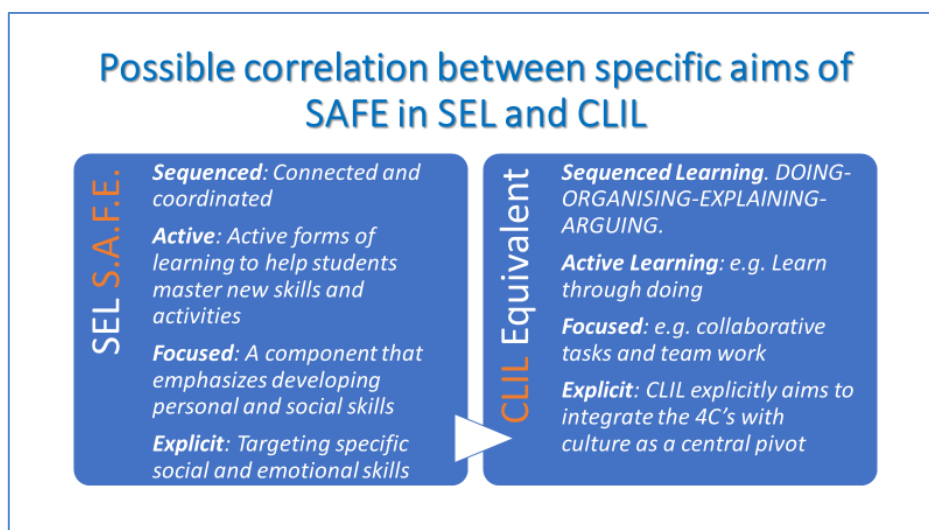 Possible correlation between specific aims of
SAFE in SEL and CLIL
SEL S.A.F.E.
Sequenced: Connected and
coordinated
Active: Active forms of
learning to help students
master new skills and
activities
Focused: A component that
emphasizes developing
personal and social skills
Explicit: Targeting specific
social and emotional skills
CLIL Equivalent
Sequenced Learning. DOING-
ORGANISING-EXPLAINING-
ARGUING.
Active Learning: e.g. Learn
through doing
Focused: e.g. collaborative
tasks and team work
Explicit: CLIL explicitly aims to
integrate the 4C's with
culture as a central pivot